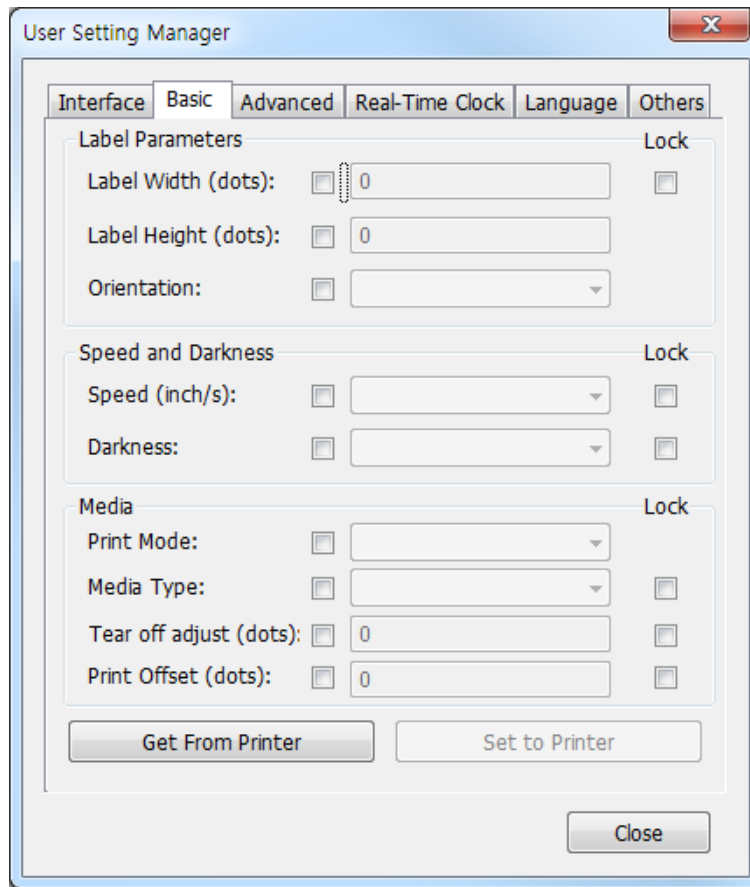 User Setting Manager
Interface Basic Advanced Real-Time Clock Language Others
Label Parameters Lock
Label Width (dots): 0
Label Height (dots): 0
Orientation:
Speed and Darkness Lock
Speed (inch/s):
Darkness:
Media Lock
Print Mode:
Media Type:
Tear off adjust (dots): 0
Print Offset (dots): 0
Get From Printer Set to Printer
Close